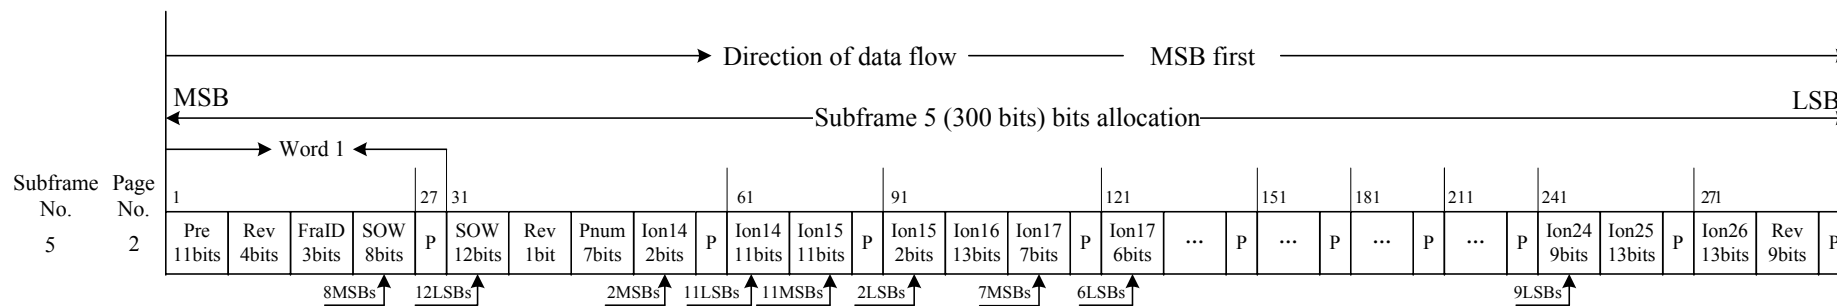 Direction of data flow MSB first
MSB LSB
Subframe 5 (300 bits) bits allocation
Word 1
Subframe No. Page No.
1 27 31 61 91 121 151 181 211 241 271
5 2 Pre 11bits Rev 4bits FraID 3bits SOW 8bits P SOW 12bits Rev 1bit Pnum 7bits Ion14 2bits P Ion14 11bits Ion15 11bits P Ion15 2bits Ion16 13bits Ion17 7bits P Ion17 6bits ... P ... P ... P ... P Ion24 9bits Ion25 13bits P Ion26 13bits Rev 9bits P
8MSBs 12LSBs 2MSBs 11LSBs 11MSBs 2LSBs 7MSBs 6LSBs 9LSBs